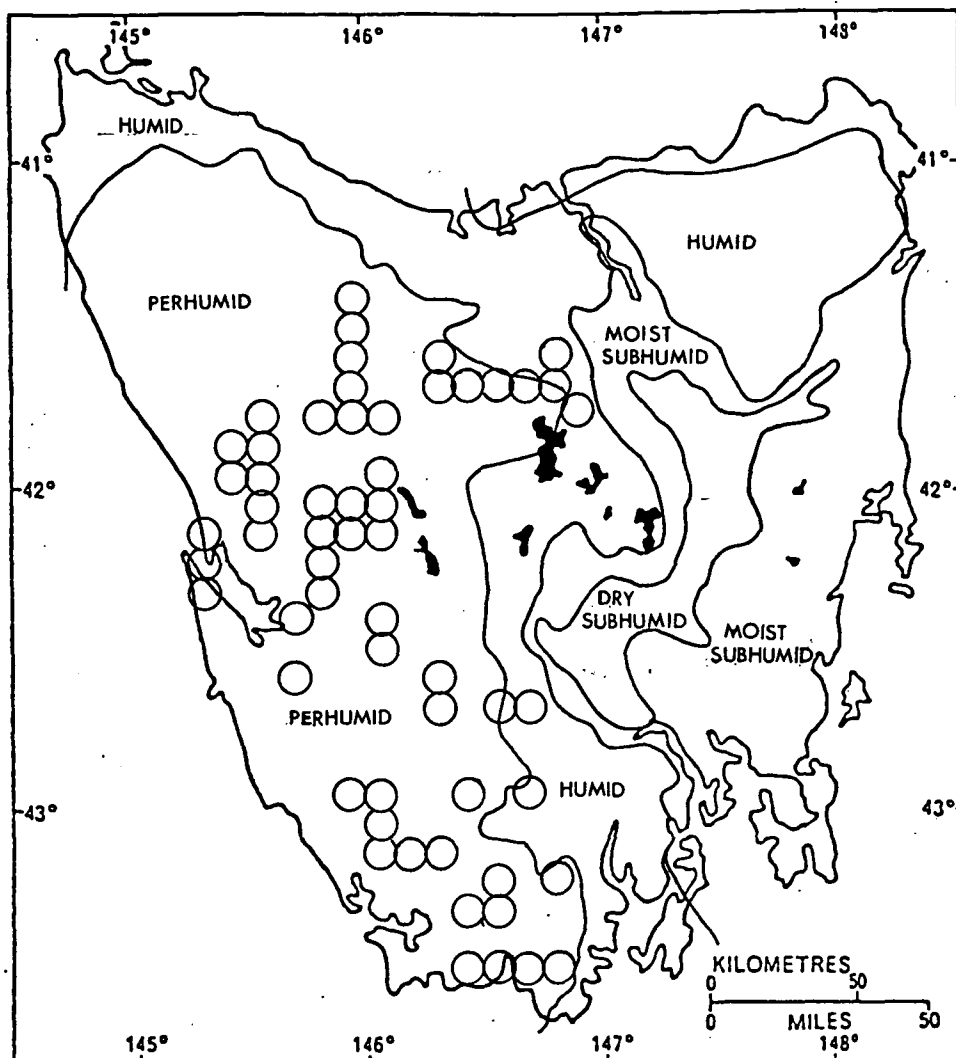 145° 146° 147° 148°
HUMID
41° 41°
HUMID
PERHUMID
MOIST
SUBHUMID
42° 42°
DRY
SUBHUMID
MOIST
SUBHUMID
PERHUMID
HUMID
43° 43°
KILOMETRES
0 50
0 50
MILES
145° 146° 147° 148°